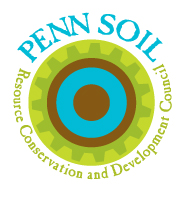 PENN SOIL
Resource Conservation and Development Council